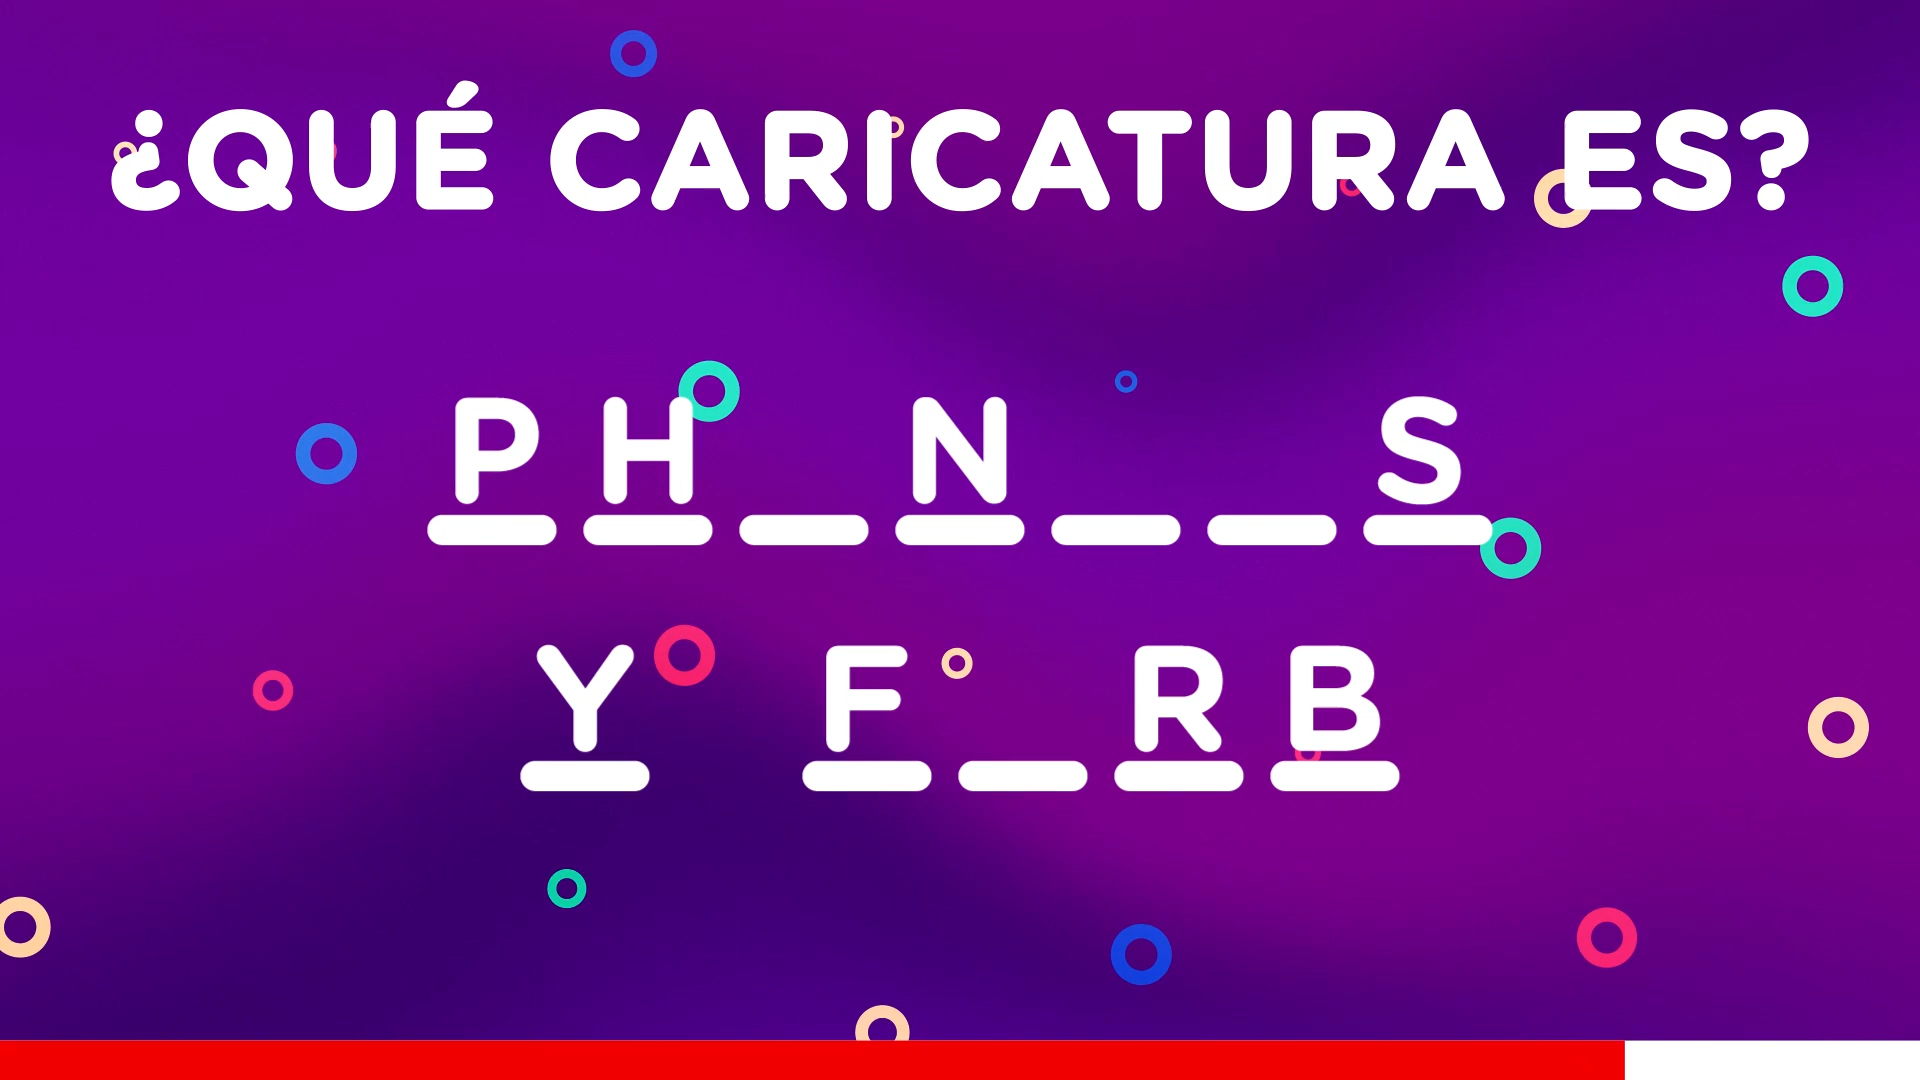 ¿QUÉ CARICATURA ES?
P H _ N _ _ S
Y F _ R B